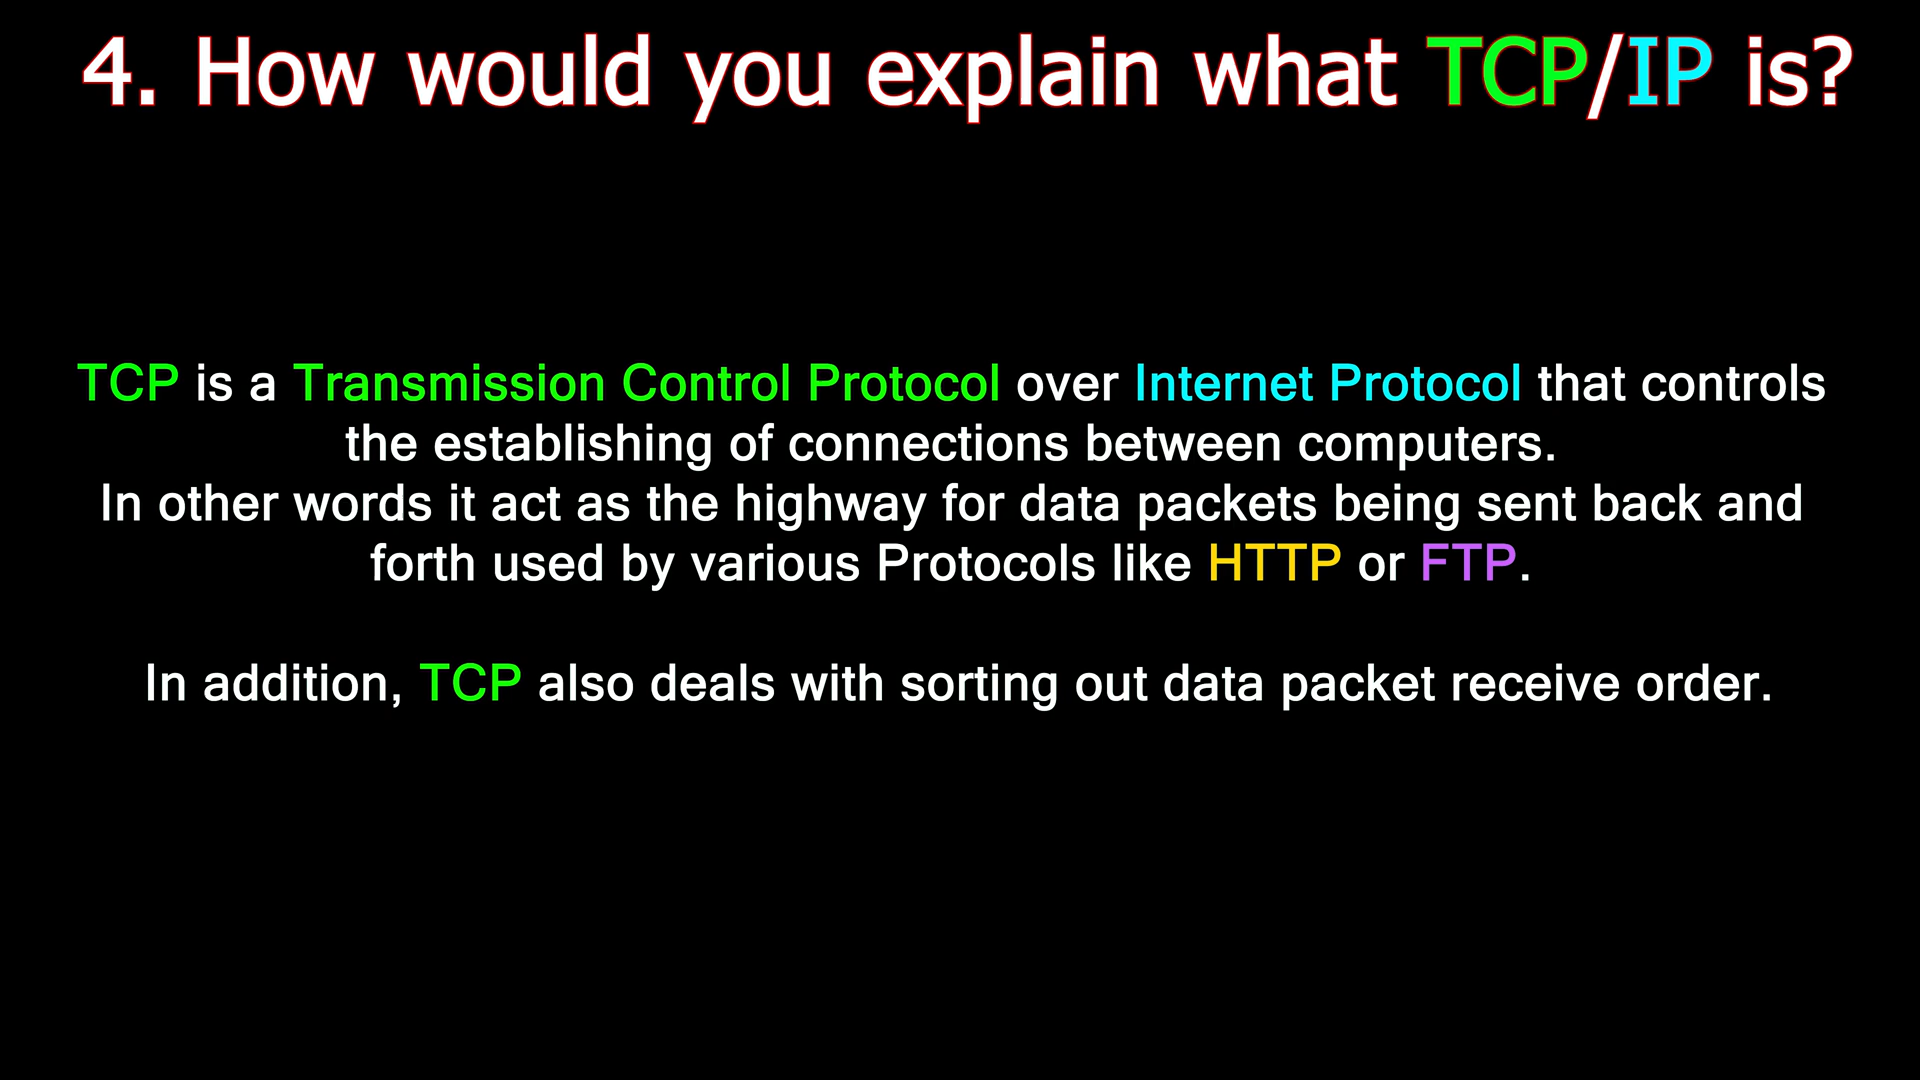 4. How would you explain what TCP/IP is?
TCP is a Transmission Control Protocol over Internet Protocol that controls
the establishing of connections between computers.
In other words it act as the highway for data packets being sent back and
forth used by various Protocols like HTTP or FTP.
In addition, TCP also deals with sorting out data packet receive order.